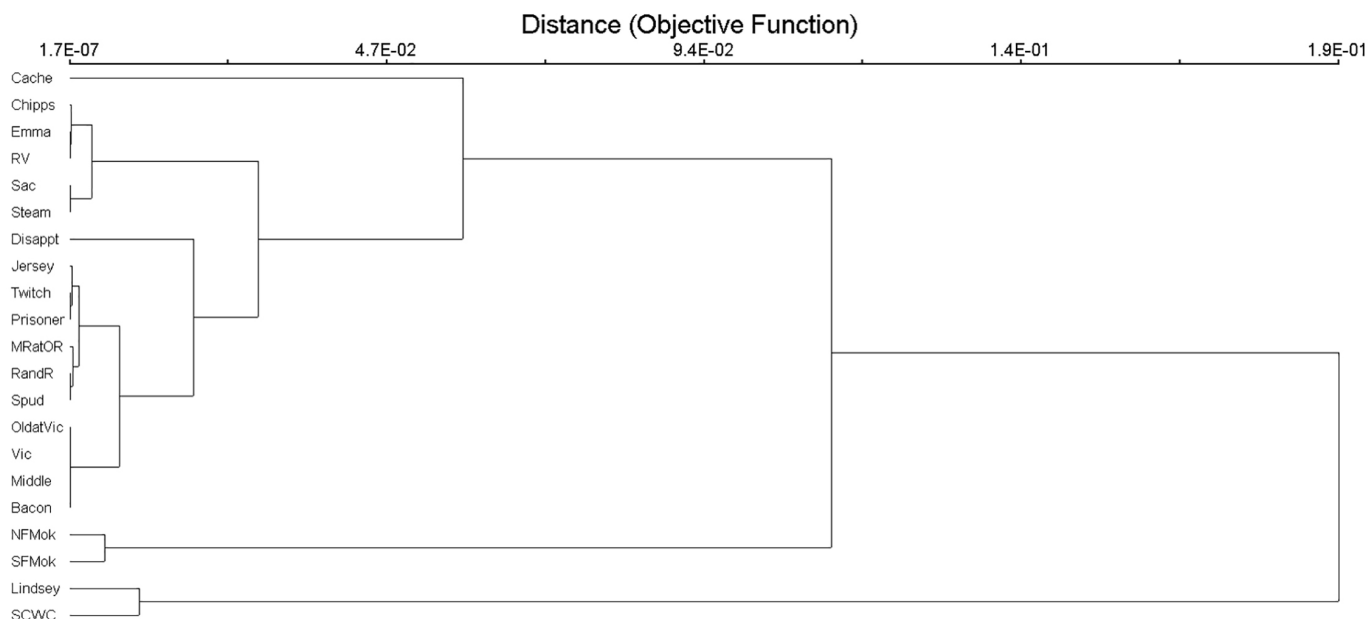 Distance (Objective Function)
1.7E-07 4.7E-02 9.4E-02 1.4E-01 1.9E-01
Cache
Chipps
Emma
RV
Sac
Steam
Disappt
Jersey
Twitch
Prisoner
MRatOR
RandR
Spud
OldatVic
Vic
Middle
Bacon
NFMok
SFMok
Lindsey
SCWC